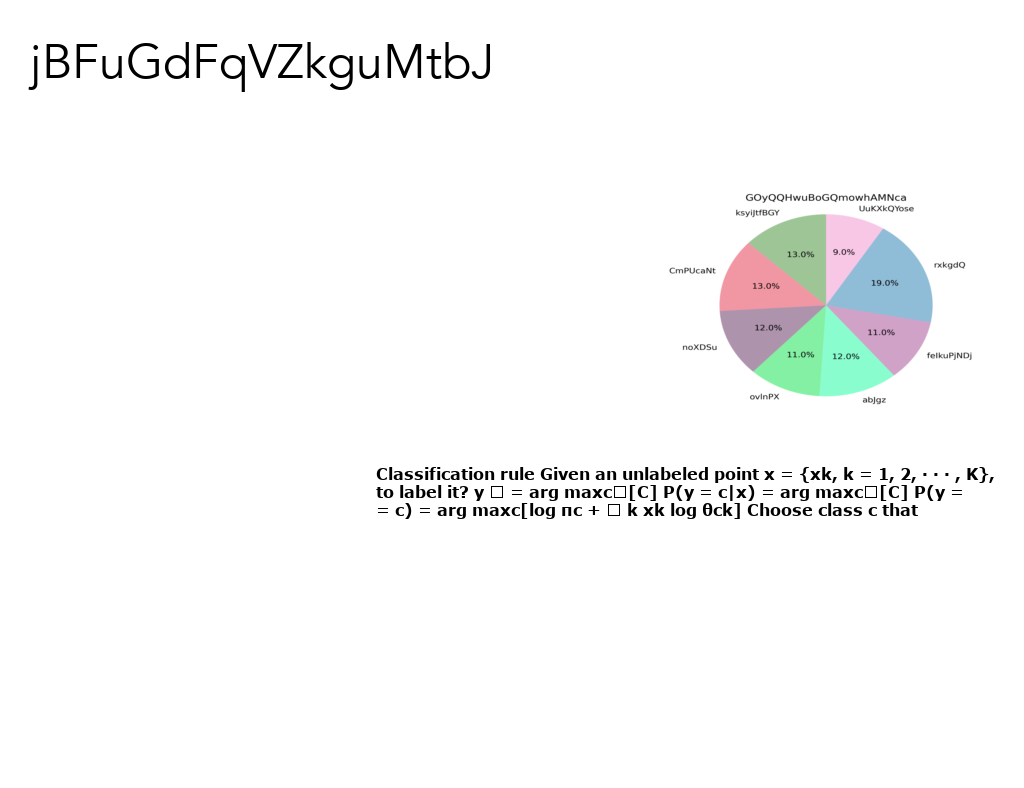 jBFuGdFqVZkguMtbJ
GOyQQHwuBoGQmowhAMNca
ksyiJtfBGY
UuKXkQYose
13.0%
9.0%
CmPUcaNt
rxkgdQ
13.0%
19.0%
12.0%
11.0%
noXDSu
11.0%
12.0%
felkuPjNDj
ovlnPX
abJgz
Classification rule Given an unlabeled point x = {xk, k = 1, 2, · · · , K},
to label it? y □ = arg maxc□[C] P(y = c|x) = arg maxc□[C] P(y =
= c) = arg maxc[log πc + □ k xk log θck] Choose class c that